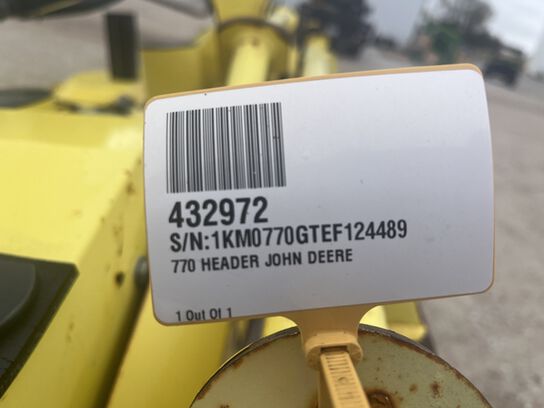 432972
S/N:1KM0770GTEF124489
770 HEADER JOHN DEERE
1 Out Of 1